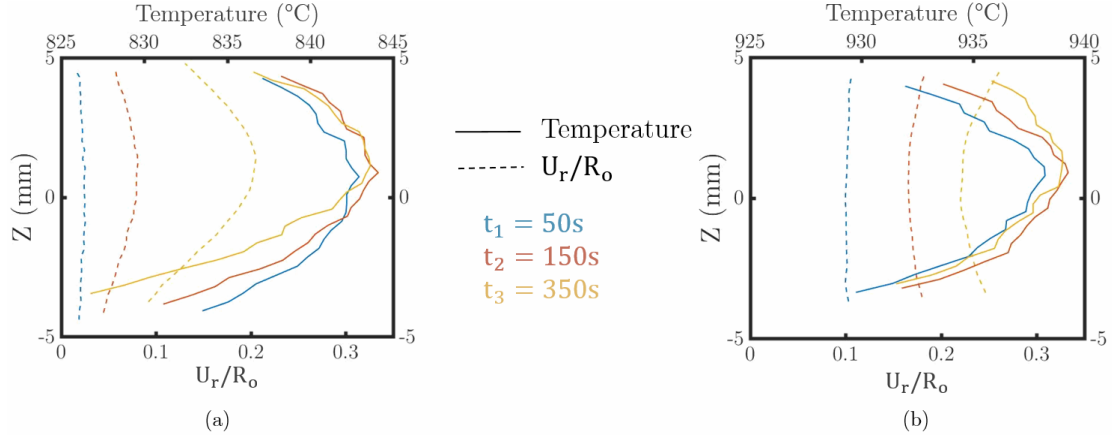 Temperature (°C)
825 830 835 840 845
5 5
Z (mm)
0 0
-5 -5
0 0.1 0.2 0.3
Uᵣ/Rₒ
(a)
Temperature
Uᵣ/Rₒ
t₁ = 50s
t₂ = 150s
t₃ = 350s
Temperature (°C)
925 930 935 940
5 5
Z (mm)
0 0
-5 -5
0 0.1 0.2 0.3
Uᵣ/Rₒ
(b)